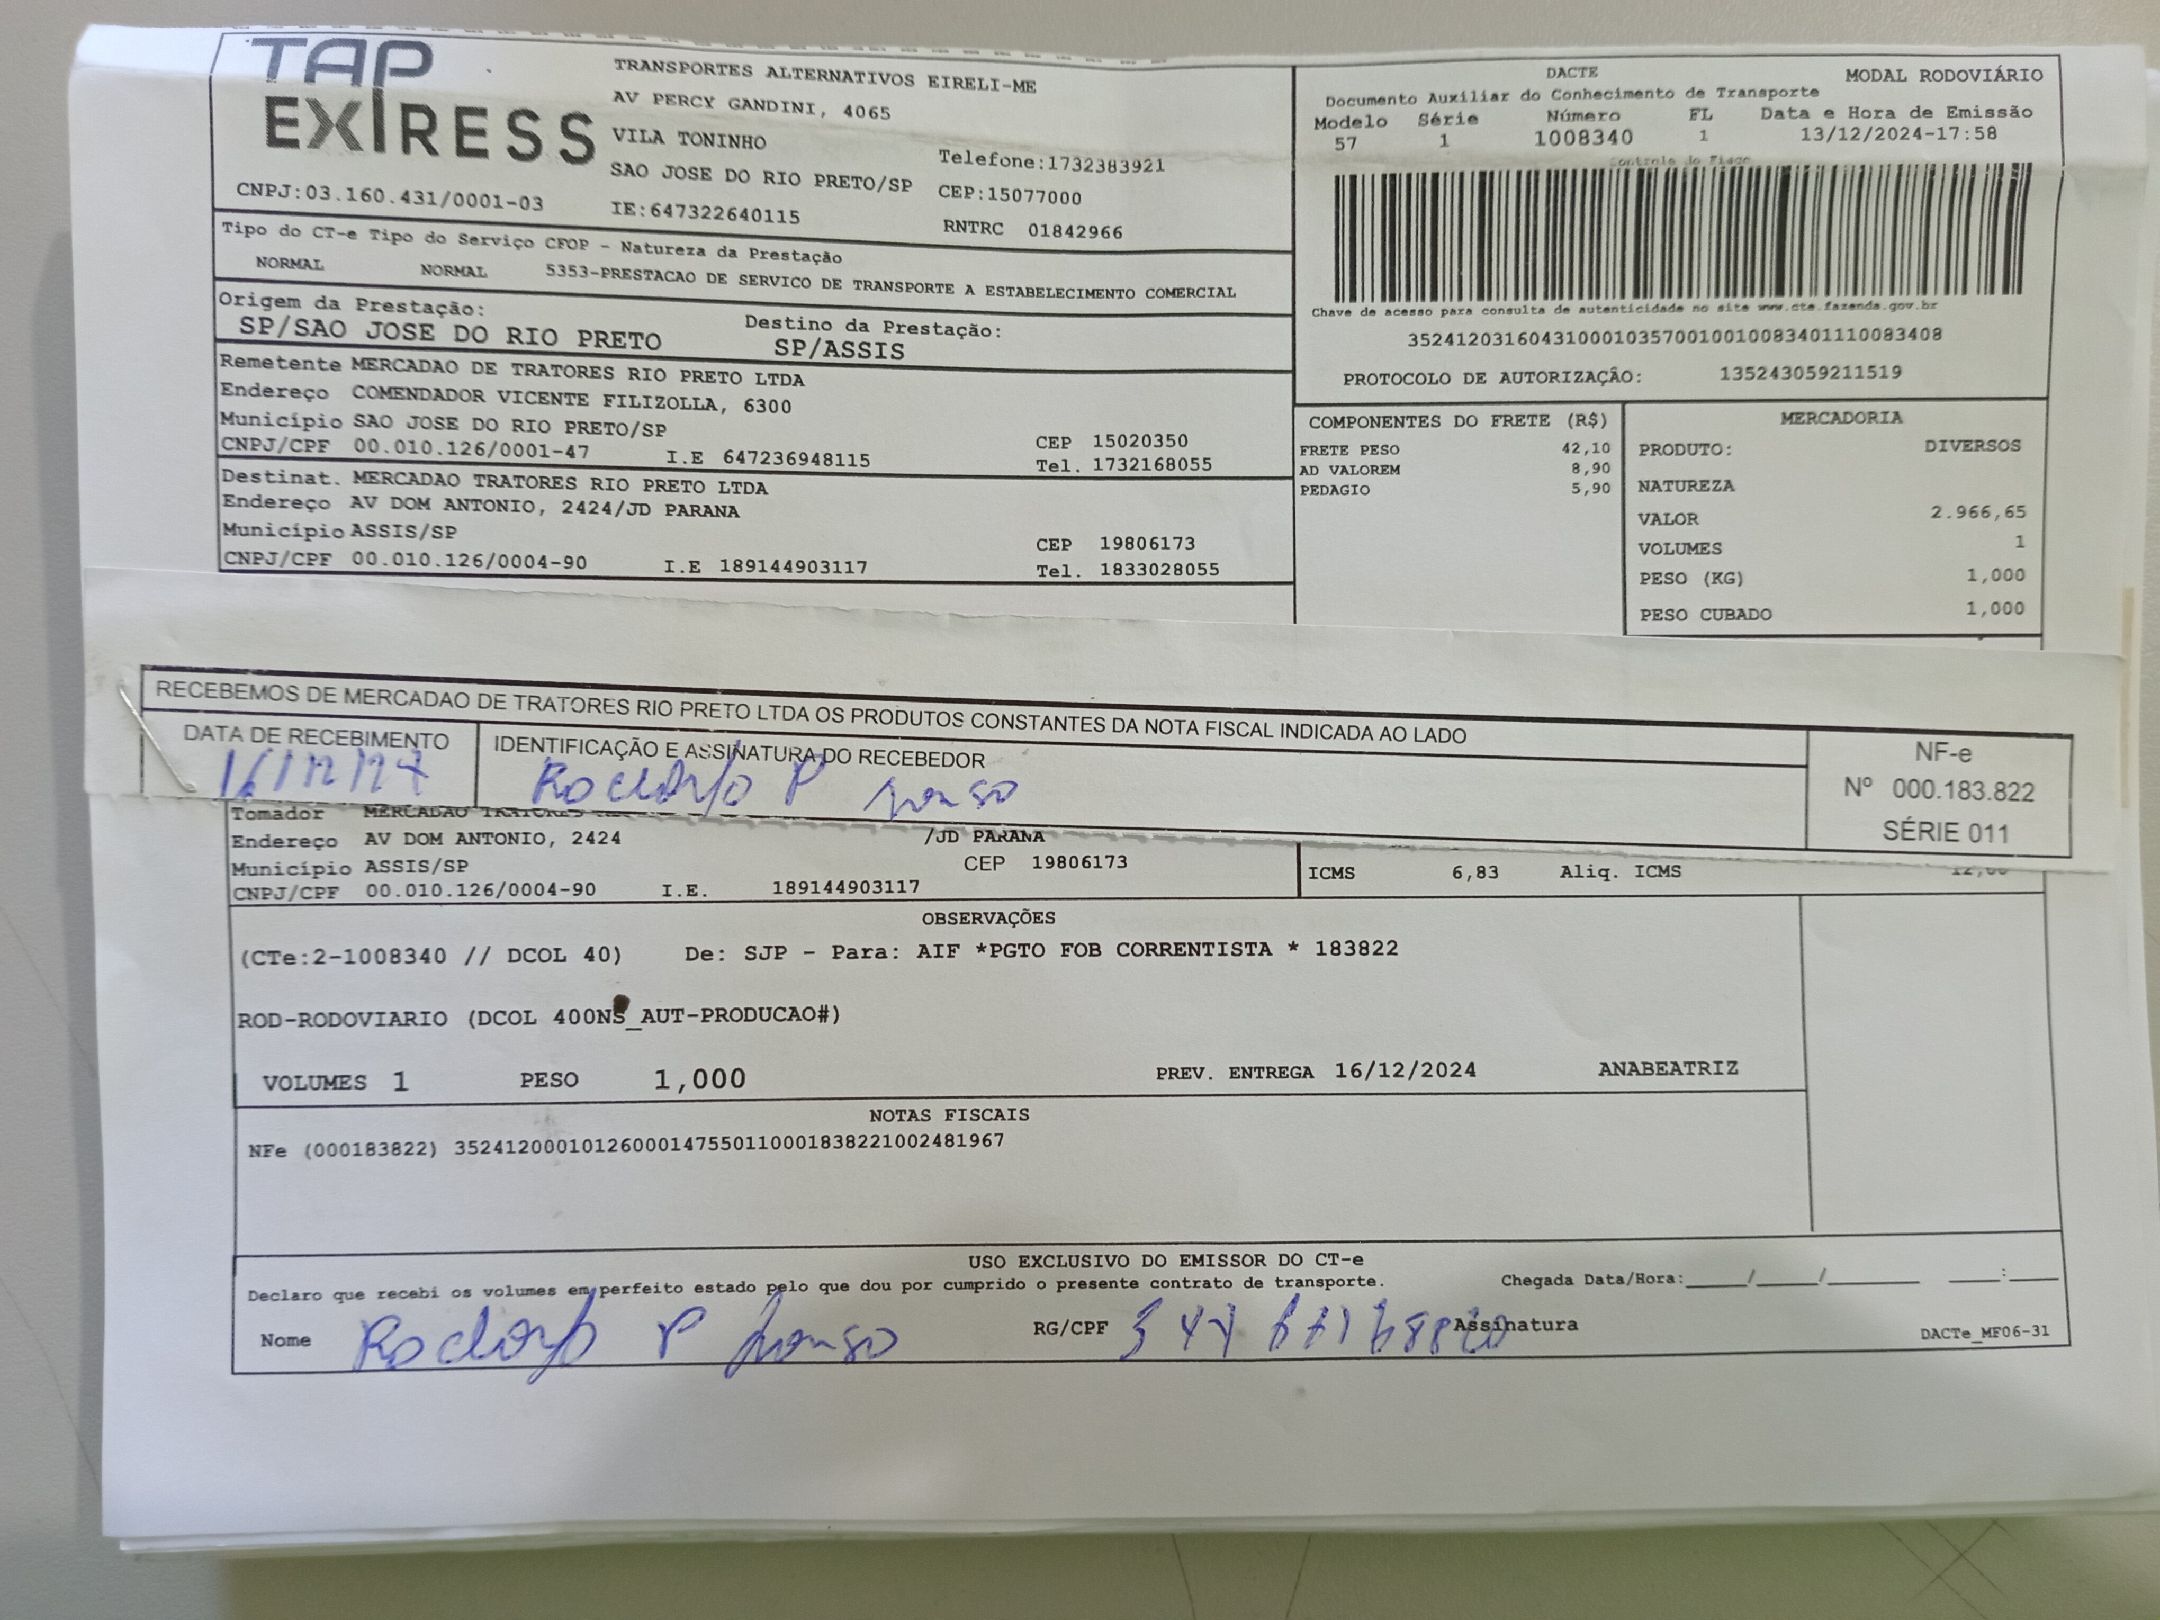 TAP
EXIRESS
CNPJ:03.160.431/0001-03
TRANSPORTES ALTERNATIVOS EIRELI-ME
AV PERCY GANDINI, 4065
VILA TONINHO
SAO JOSE DO RIO PRETO/SP
IE:647322640115
Telefone:1732383921
CEP:15077000
RNTRC 01842966
DACTE MODAL RODOVIÁRIO
Documento Auxiliar do Conhecimento de Transporte
Modelo Série Número FL Data e Hora de Emissão
57 1 1008340 1 13/12/2024-17:58
Controle do Fisco
Chave de acesso para consulta de autenticidade no site www.cte.fazenda.gov.br
35241203160431000103570010010083401110083408
PROTOCOLO DE AUTORIZAÇÃO: 135243059211519
Tipo do CT-e Tipo do Serviço CFOP - Natureza da Prestação
NORMAL NORMAL 5353-PRESTACAO DE SERVICO DE TRANSPORTE A ESTABELECIMENTO COMERCIAL
Origem da Prestação: Destino da Prestação:
SP/SAO JOSE DO RIO PRETO SP/ASSIS
Remetente MERCADAO DE TRATORES RIO PRETO LTDA
Endereço COMENDADOR VICENTE FILIZOLLA, 6300
Município SAO JOSE DO RIO PRETO/SP CEP 15020350
CNPJ/CPF 00.010.126/0001-47 I.E 647236948115 Tel. 1732168055
Destinat. MERCADAO TRATORES RIO PRETO LTDA
Endereço AV DOM ANTONIO, 2424/JD PARANA
Município ASSIS/SP CEP 19806173
CNPJ/CPF 00.010.126/0004-90 I.E 189144903117 Tel. 1833028055
COMPONENTES DO FRETE (R$)
FRETE PESO 42,10
AD VALOREM 8,90
PEDAGIO 5,90
MERCADORIA
PRODUTO: DIVERSOS
NATUREZA
VALOR 2.966,65
VOLUMES 1
PESO (KG) 1,000
PESO CUBADO 1,000
RECEBEMOS DE MERCADAO DE TRATORES RIO PRETO LTDA OS PRODUTOS CONSTANTES DA NOTA FISCAL INDICADA AO LADO
DATA DE RECEBIMENTO IDENTIFICAÇÃO E ASSINATURA DO RECEBEDOR
NF-e
Nº 000.183.822
SÉRIE 011
Tomador MERCADAO TRATORES
Endereço AV DOM ANTONIO, 2424 /JD PARANA
Município ASSIS/SP CEP 19806173
CNPJ/CPF 00.010.126/0004-90 I.E. 189144903117
ICMS 6,83 Aliq. ICMS 12,00
OBSERVAÇÕES
(CTe:2-1008340 // DCOL 40) De: SJP - Para: AIF *PGTO FOB CORRENTISTA * 183822
ROD-RODOVIARIO (DCOL 400NS_AUT-PRODUCAO#)
VOLUMES 1 PESO 1,000 PREV. ENTREGA 16/12/2024 ANABEATRIZ
NOTAS FISCAIS
NFe (000183822) 35241200010126000147550110001838221002481967
USO EXCLUSIVO DO EMISSOR DO CT-e
Declaro que recebi os volumes em perfeito estado pelo que dou por cumprido o presente contrato de transporte. Chegada Data/Hora:____/____/______ ___:___
Nome RG/CPF Assinatura
DACTe_MF06-31